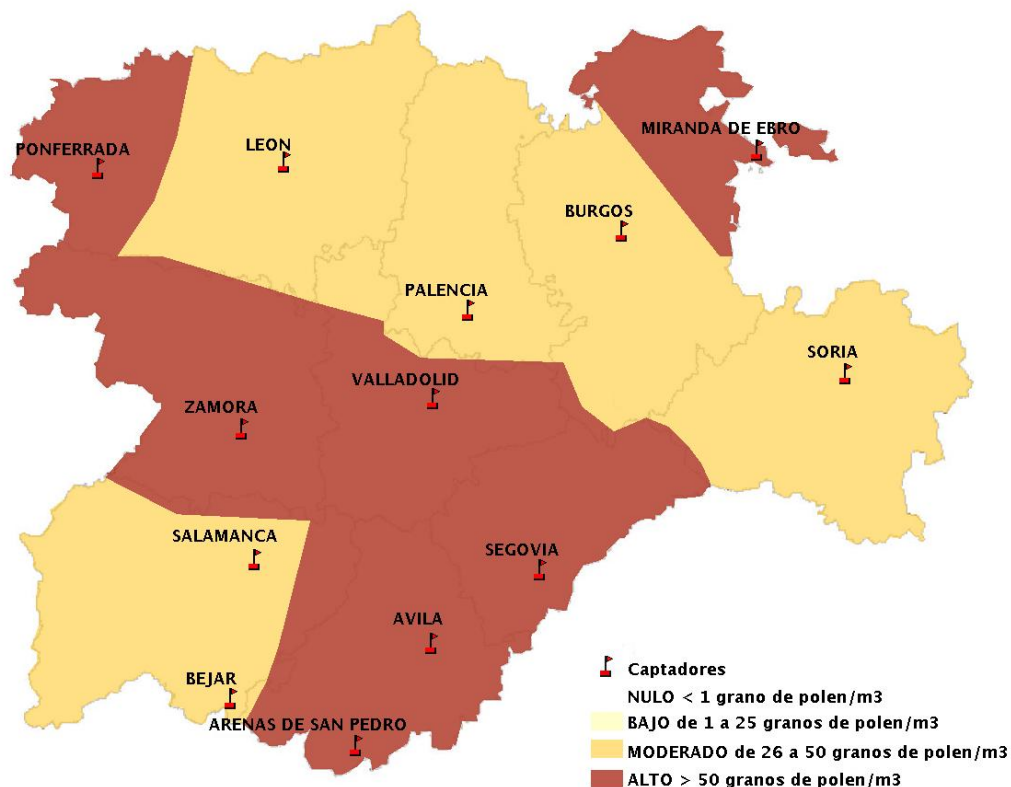 MIRANDA DE EBRO
PONFERRADA
LEON
BURGOS
PALENCIA
SORIA
VALLADOLID
ZAMORA
SALAMANCA
SEGOVIA
AVILA
BEJAR
ARENAS DE SAN PEDRO
Captadores
NULO < 1 grano de polen/m3
BAJO de 1 a 25 granos de polen/m3
MODERADO de 26 a 50 granos de polen/m3
ALTO > 50 granos de polen/m3